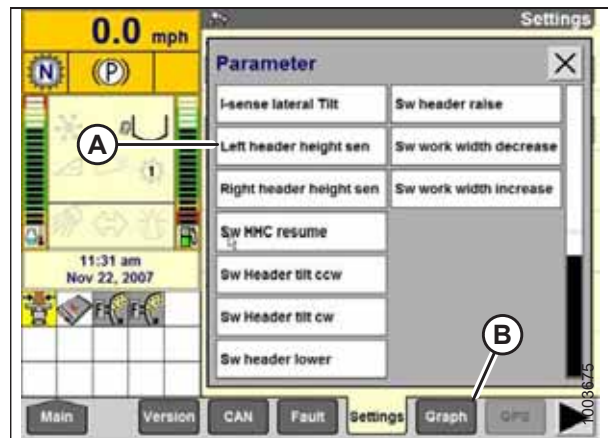 0.0 mph
Settings
N
(P)
Parameter
I-sense lateral Tilt
Sw header raise
Left header height sen
Sw work width decrease
Right header height sen
Sw work width increase
Sw HHC resume
Sw Header tilt ccw
Sw Header tilt cw
Sw header lower
A
B
D
1
11:31 am
Nov 22, 2007
F
F
Main
Version
CAN
Fault
Settings
Graph
GPS
1003675